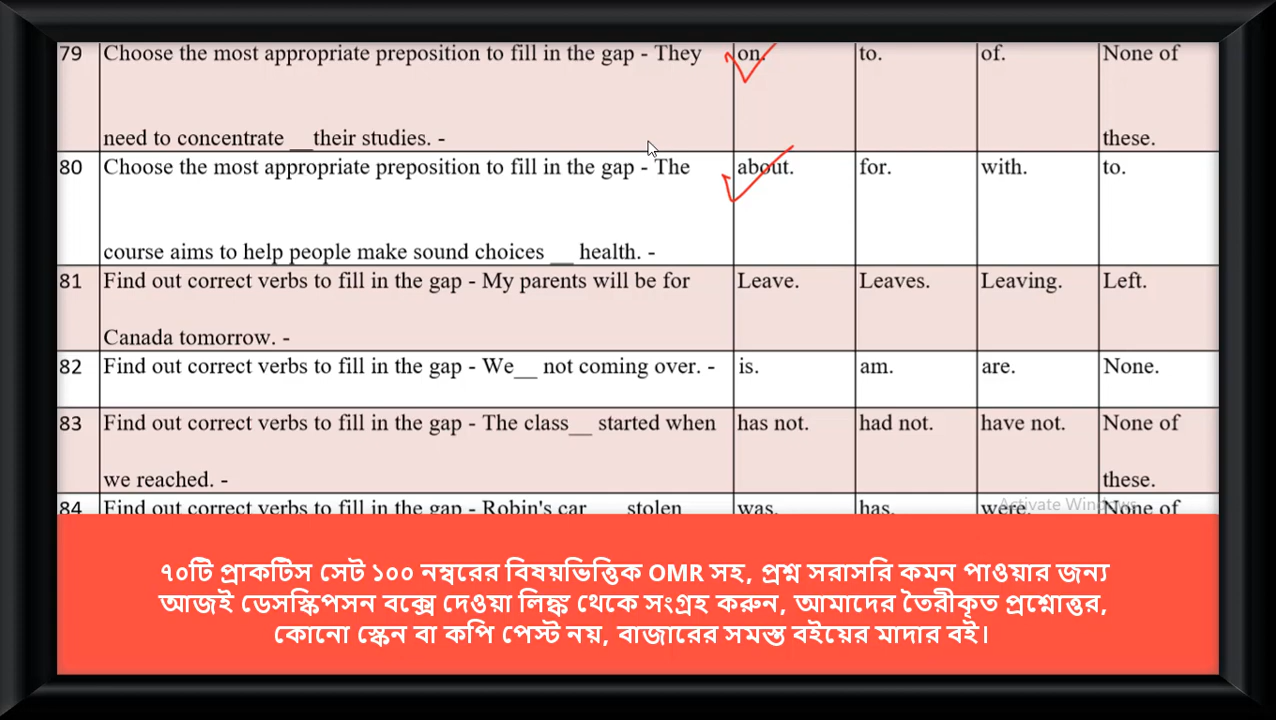 79 Choose the most appropriate preposition to fill in the gap - They on. to. of. None of
need to concentrate __their studies. - these.
80 Choose the most appropriate preposition to fill in the gap - The about. for. with. to.
course aims to help people make sound choices __ health. -
81 Find out correct verbs to fill in the gap - My parents will be for Leave. Leaves. Leaving. Left.
Canada tomorrow. -
82 Find out correct verbs to fill in the gap - We__ not coming over. - is. am. are. None.
83 Find out correct verbs to fill in the gap - The class__ started when has not. had not. have not. None of
we reached. - these.
Activate Windows
84 Find out correct verbs to fill in the gap - Robin's car __ stolen was. has. were. None of
৭০টি প্রাকটিস সেট ১০০ নম্বরের বিষয়ভিত্তিক OMR সহ, প্রশ্ন সরাসরি কমন পাওয়ার জন্য
আজই ডেসস্কিপসন বক্সে দেওয়া লিঙ্ক থেকে সংগ্রহ করুন, আমাদের তৈরীকৃত প্রশ্নোত্তর,
কোনো স্কেন বা কপি পেস্ট নয়, বাজারের সমস্ত বইয়ের মাদার বই।